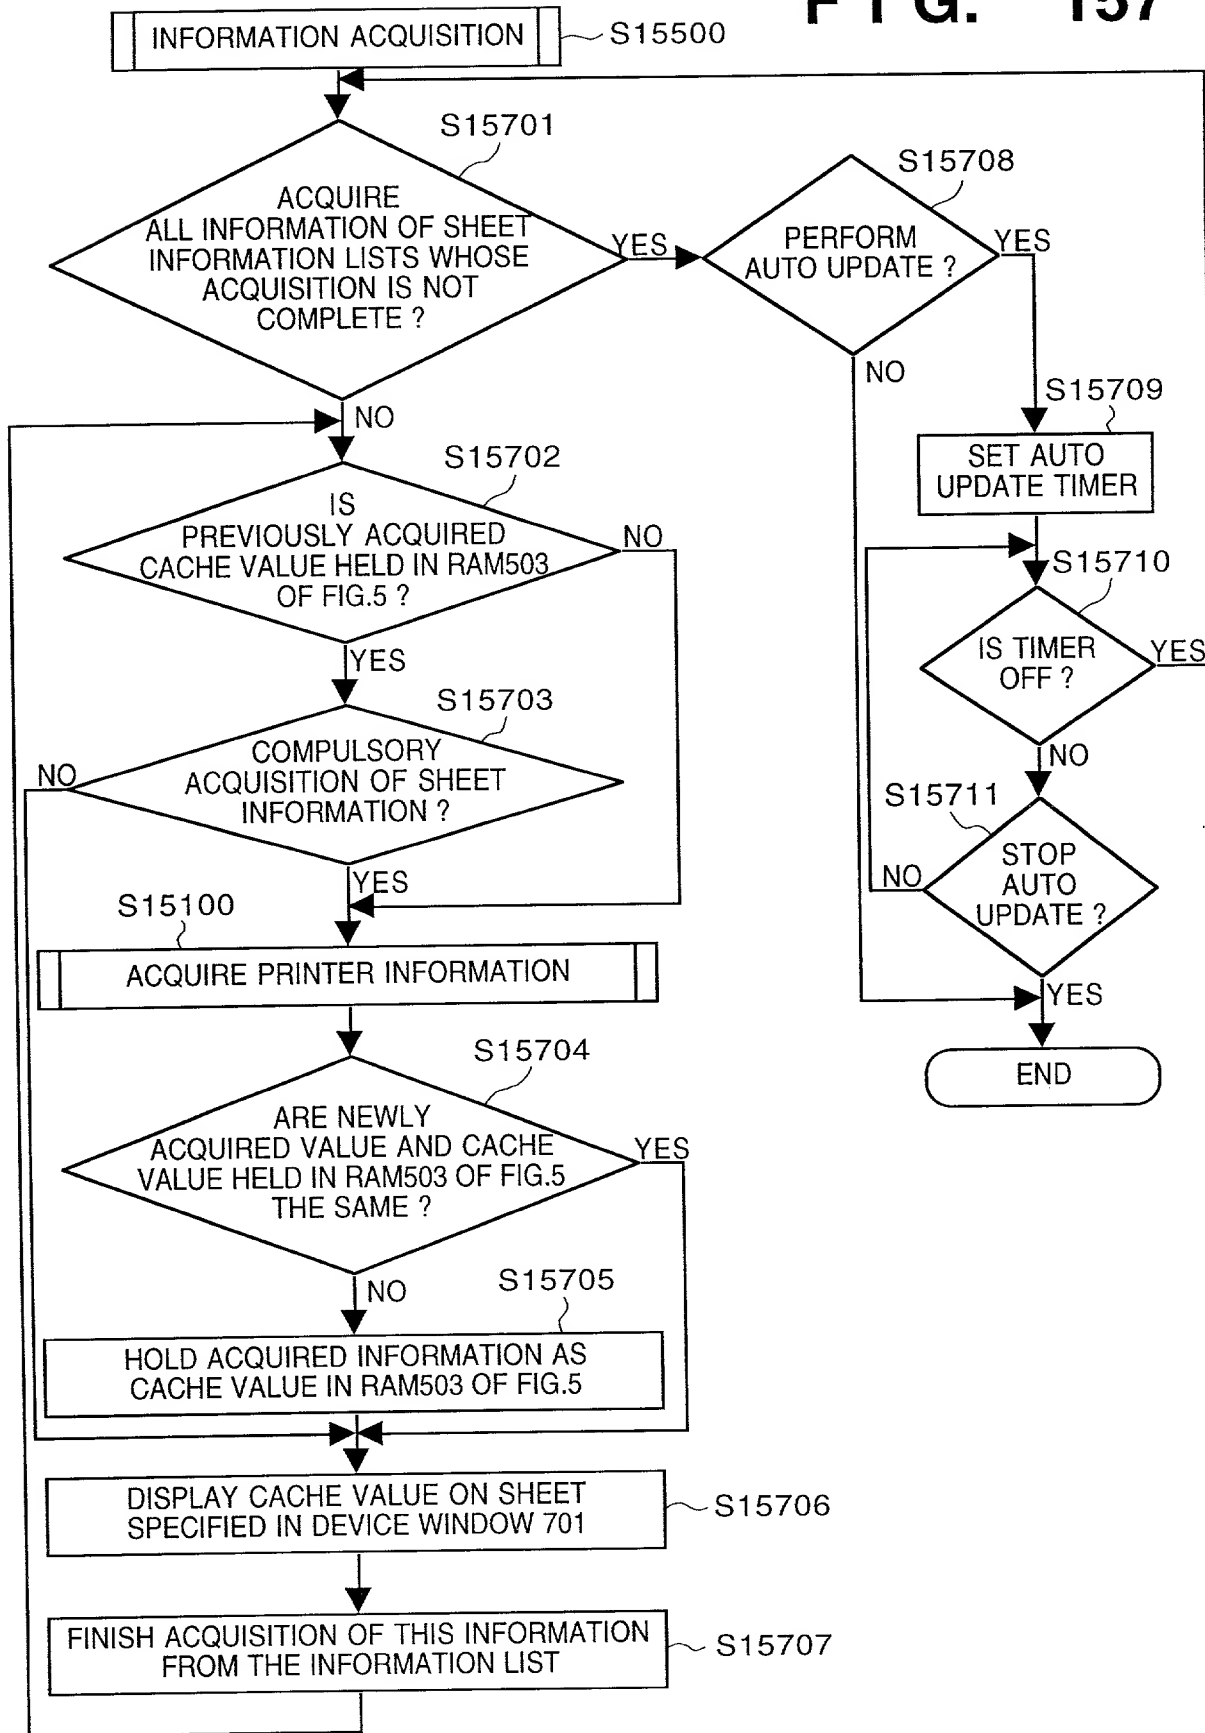 FIG. 157
INFORMATION ACQUISITION
S15500
S15701
ACQUIRE
ALL INFORMATION OF SHEET
INFORMATION LISTS WHOSE
ACQUISITION IS NOT
COMPLETE ?
YES
NO
S15708
PERFORM
AUTO UPDATE ?
YES
NO
S15709
SET AUTO
UPDATE TIMER
S15710
IS TIMER
OFF ?
YES
NO
S15711
STOP
AUTO
UPDATE ?
NO
YES
END
S15702
IS
PREVIOUSLY ACQUIRED
CACHE VALUE HELD IN RAM503
OF FIG.5 ?
NO
YES
S15703
COMPULSORY
ACQUISITION OF SHEET
INFORMATION ?
NO
YES
S15100
ACQUIRE PRINTER INFORMATION
S15704
ARE NEWLY
ACQUIRED VALUE AND CACHE
VALUE HELD IN RAM503 OF FIG.5
THE SAME ?
YES
NO
S15705
HOLD ACQUIRED INFORMATION AS
CACHE VALUE IN RAM503 OF FIG.5
DISPLAY CACHE VALUE ON SHEET
SPECIFIED IN DEVICE WINDOW 701
S15706
FINISH ACQUISITION OF THIS INFORMATION
FROM THE INFORMATION LIST
S15707